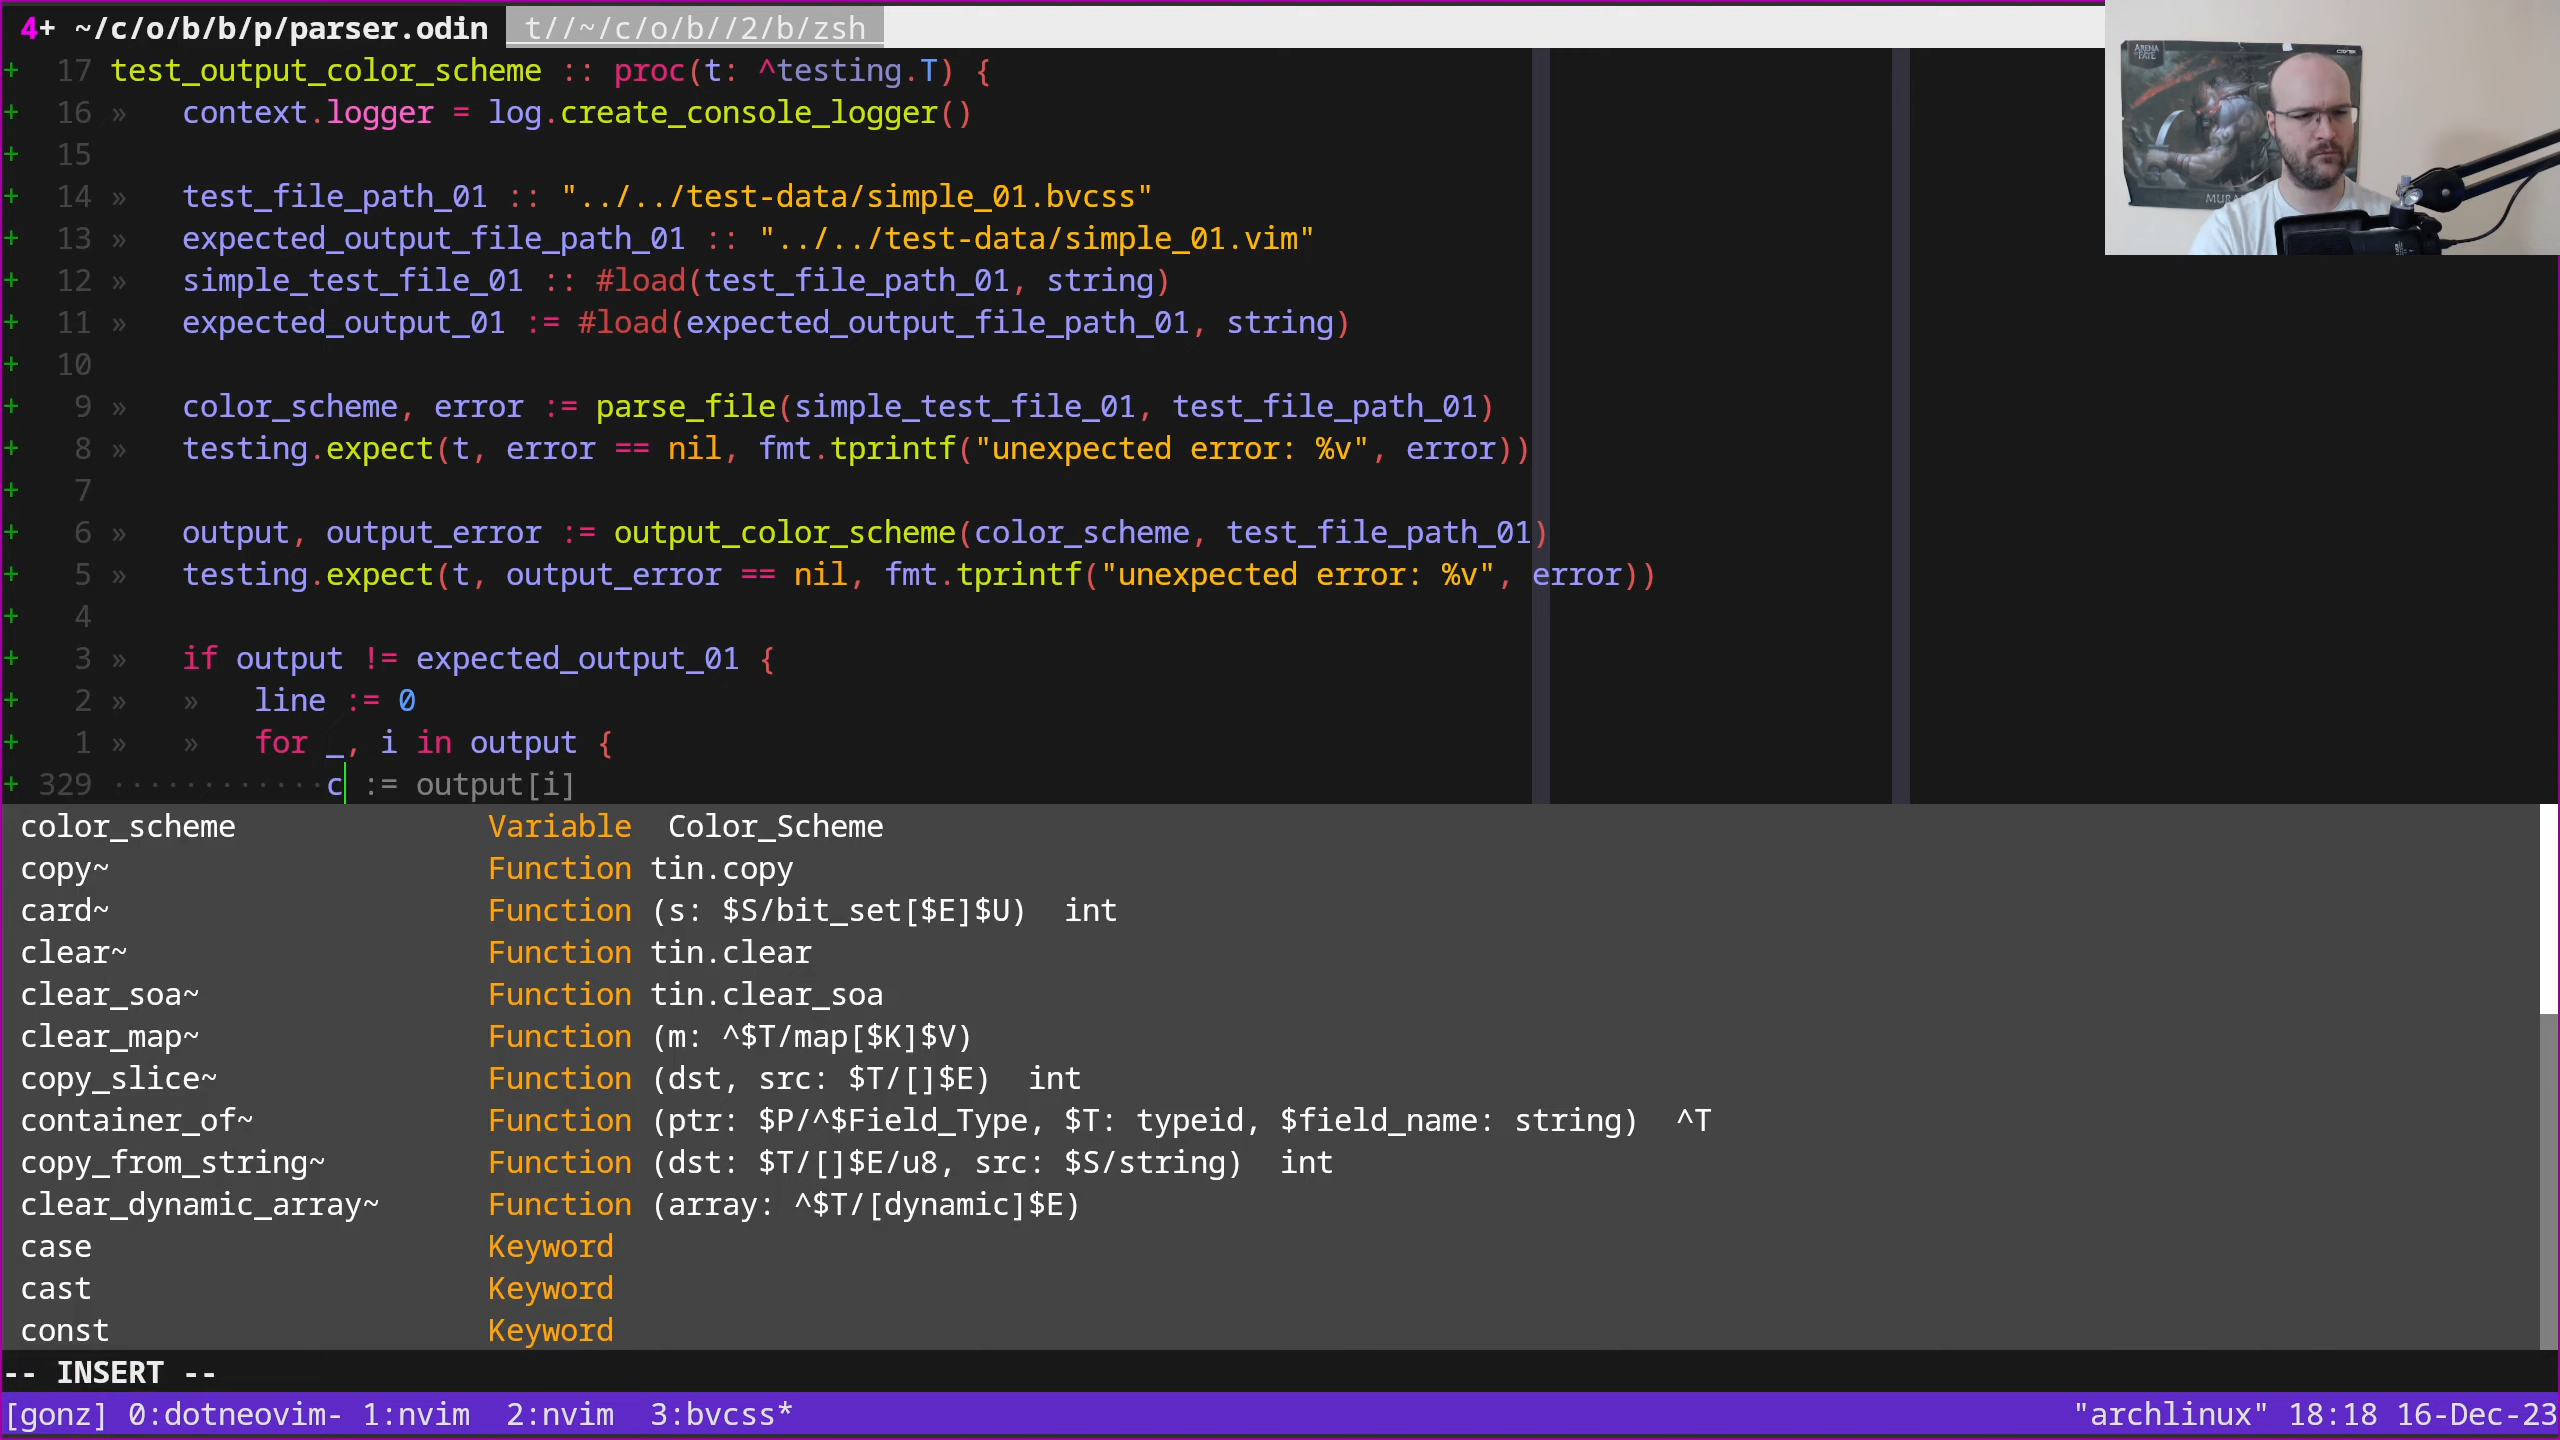 4+ ~/c/o/b/b/p/parser.odin t//~/c/o/b//2/b/zsh
+ 17 test_output_color_scheme :: proc(t: ^testing.T) {
+ 16 » context.logger = log.create_console_logger()
+ 15
+ 14 » test_file_path_01 :: "../../test-data/simple_01.bvcss"
+ 13 » expected_output_file_path_01 :: "../../test-data/simple_01.vim"
+ 12 » simple_test_file_01 :: #load(test_file_path_01, string)
+ 11 » expected_output_01 := #load(expected_output_file_path_01, string)
+ 10
+ 9 » color_scheme, error := parse_file(simple_test_file_01, test_file_path_01)
+ 8 » testing.expect(t, error == nil, fmt.tprintf("unexpected error: %v", error))
+ 7
+ 6 » output, output_error := output_color_scheme(color_scheme, test_file_path_01)
+ 5 » testing.expect(t, output_error == nil, fmt.tprintf("unexpected error: %v", error))
+ 4
+ 3 » if output != expected_output_01 {
+ 2 » » line := 0
+ 1 » » for _, i in output {
+ 329 ············c := output[i]
color_scheme Variable Color_Scheme
copy~ Function tin.copy
card~ Function (s: $S/bit_set[$E]$U) int
clear~ Function tin.clear
clear_soa~ Function tin.clear_soa
clear_map~ Function (m: ^$T/map[$K]$V)
copy_slice~ Function (dst, src: $T/[]$E) int
container_of~ Function (ptr: $P/^$Field_Type, $T: typeid, $field_name: string) ^T
copy_from_string~ Function (dst: $T/[]$E/u8, src: $S/string) int
clear_dynamic_array~ Function (array: ^$T/[dynamic]$E)
case Keyword
cast Keyword
const Keyword
-- INSERT --
[gonz] 0:dotneovim- 1:nvim 2:nvim 3:bvcss* "archlinux" 18:18 16-Dec-23